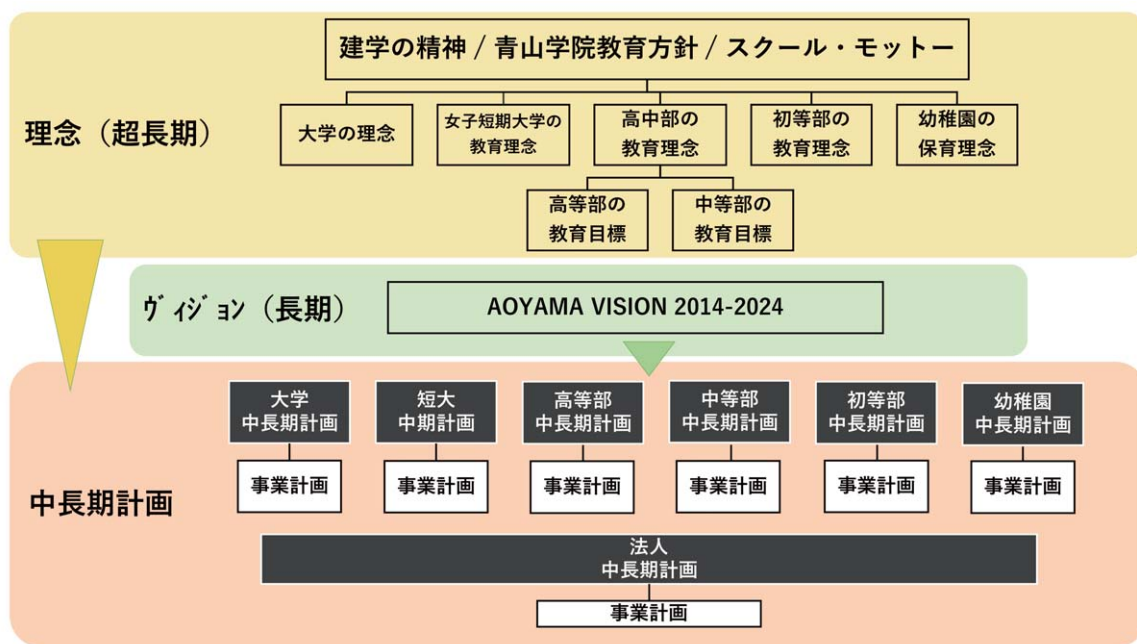 建学の精神 / 青山学院教育方針 / スクール・モットー
理念（超長期）
大学の理念
女子短期大学の
教育理念
高中部の
教育理念
初等部の
教育理念
幼稚園の
保育理念
高等部の
教育目標
中等部の
教育目標
ヴィジョン（長期）
AOYAMA VISION 2014-2024
中長期計画
大学
中長期計画
短大
中期計画
高等部
中長期計画
中等部
中長期計画
初等部
中長期計画
幼稚園
中長期計画
事業計画
事業計画
事業計画
事業計画
事業計画
事業計画
法人
中長期計画
事業計画